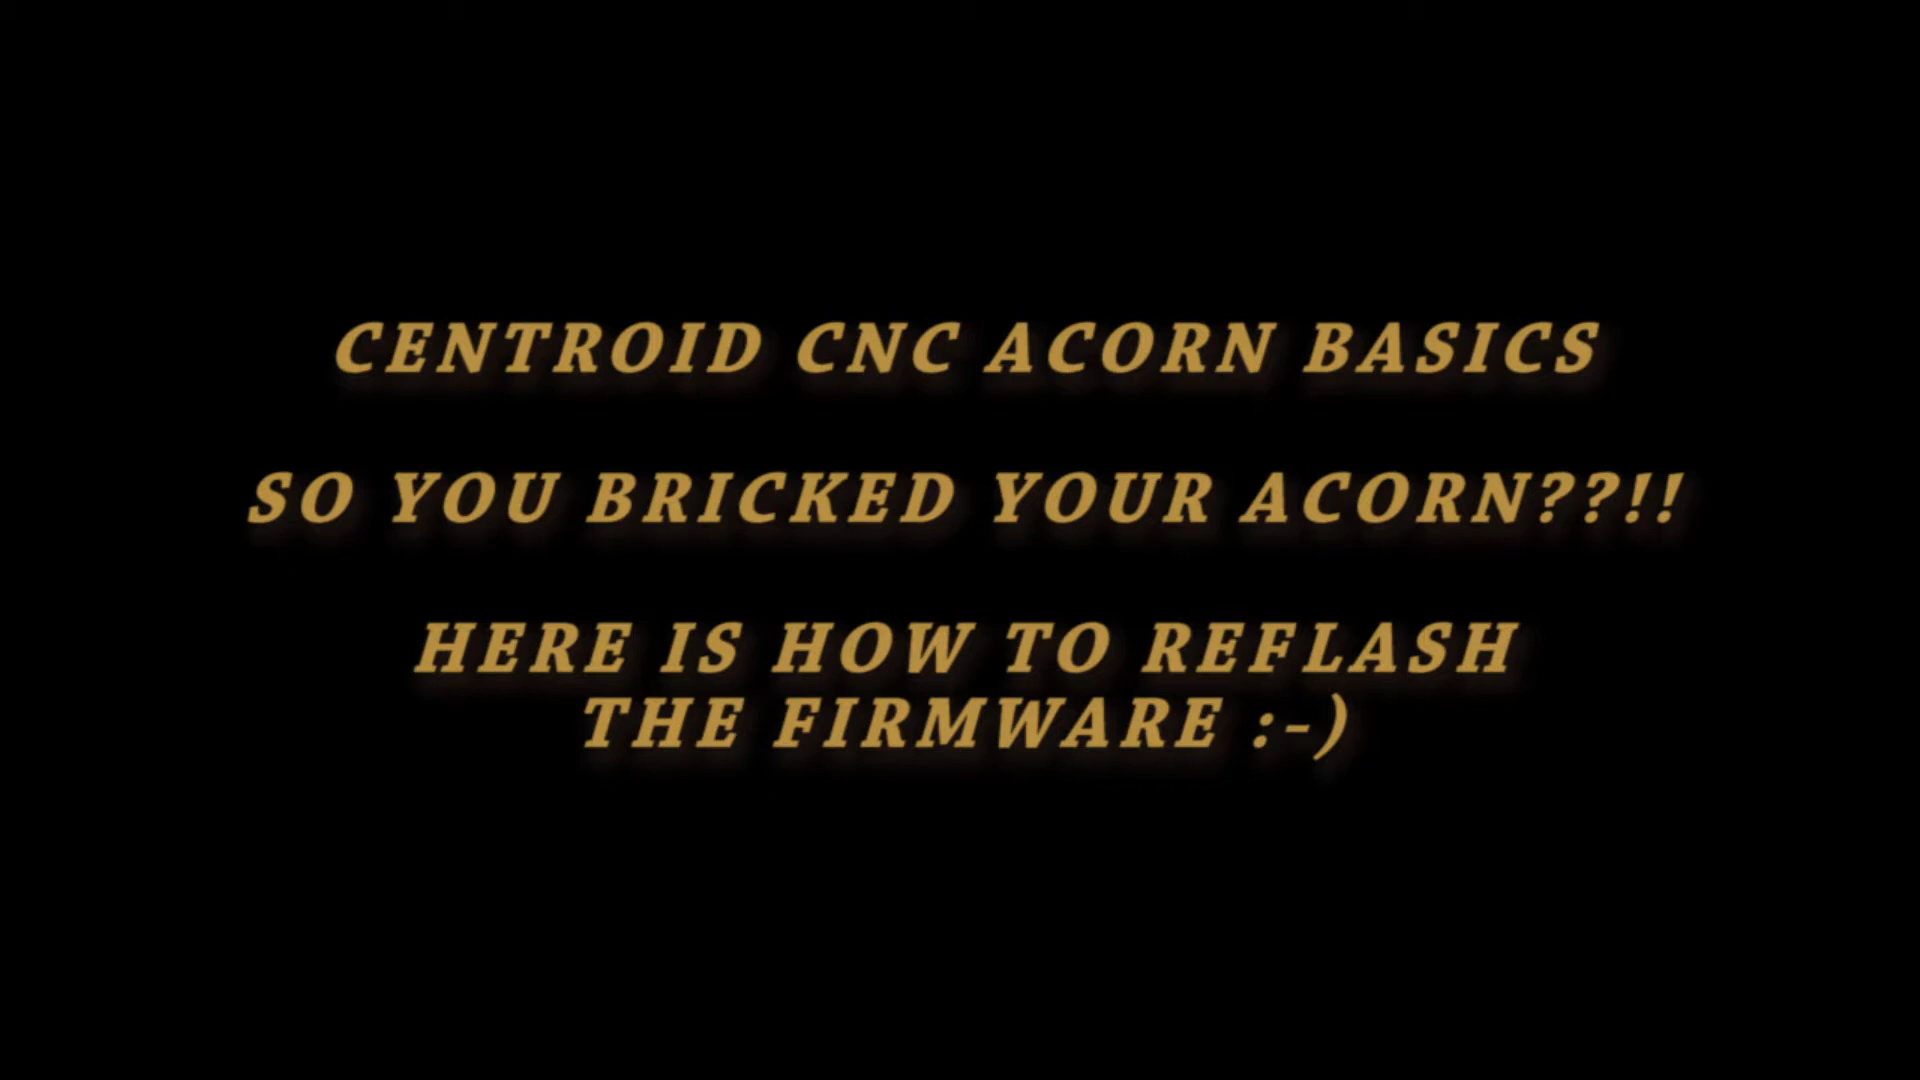 CENTROID CNC ACORN BASICS
SO YOU BRICKED YOUR ACORN??!!
HERE IS HOW TO REFLASH
THE FIRMWARE :-)